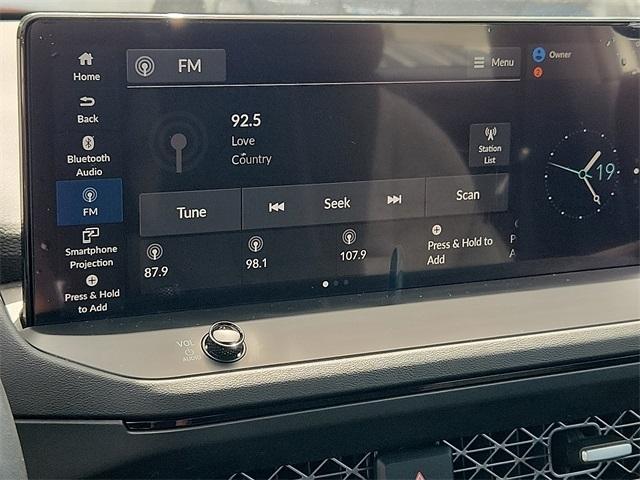 Home
Back
Bluetooth
Audio
FM
Smartphone
Projection
Press & Hold
to Add
FM
Menu
92.5
Love
Country
Station
List
Tune
Seek
Scan
87.9
98.1
107.9
Press & Hold to
Add
P
A
Owner
2
19
VOL
AUDIO